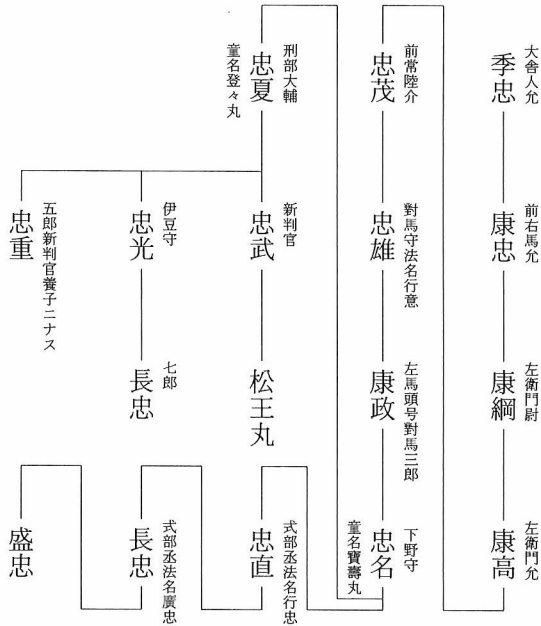 大舎人允
季忠
前右馬允
康忠
左衛門尉
康綱
左衛門允
康高
前常陸介
忠茂
對馬守法名行意
忠雄
左馬頭号對馬三郎
康政
下野守
忠名
童名寶壽丸
刑部大輔
忠夏
童名登々丸
新判官
忠武
松王丸
伊豆守
忠光
七郎
長忠
五郎新判官養子ニナス
忠重
式部丞法名行忠
忠直
式部丞法名廣忠
長忠
盛忠